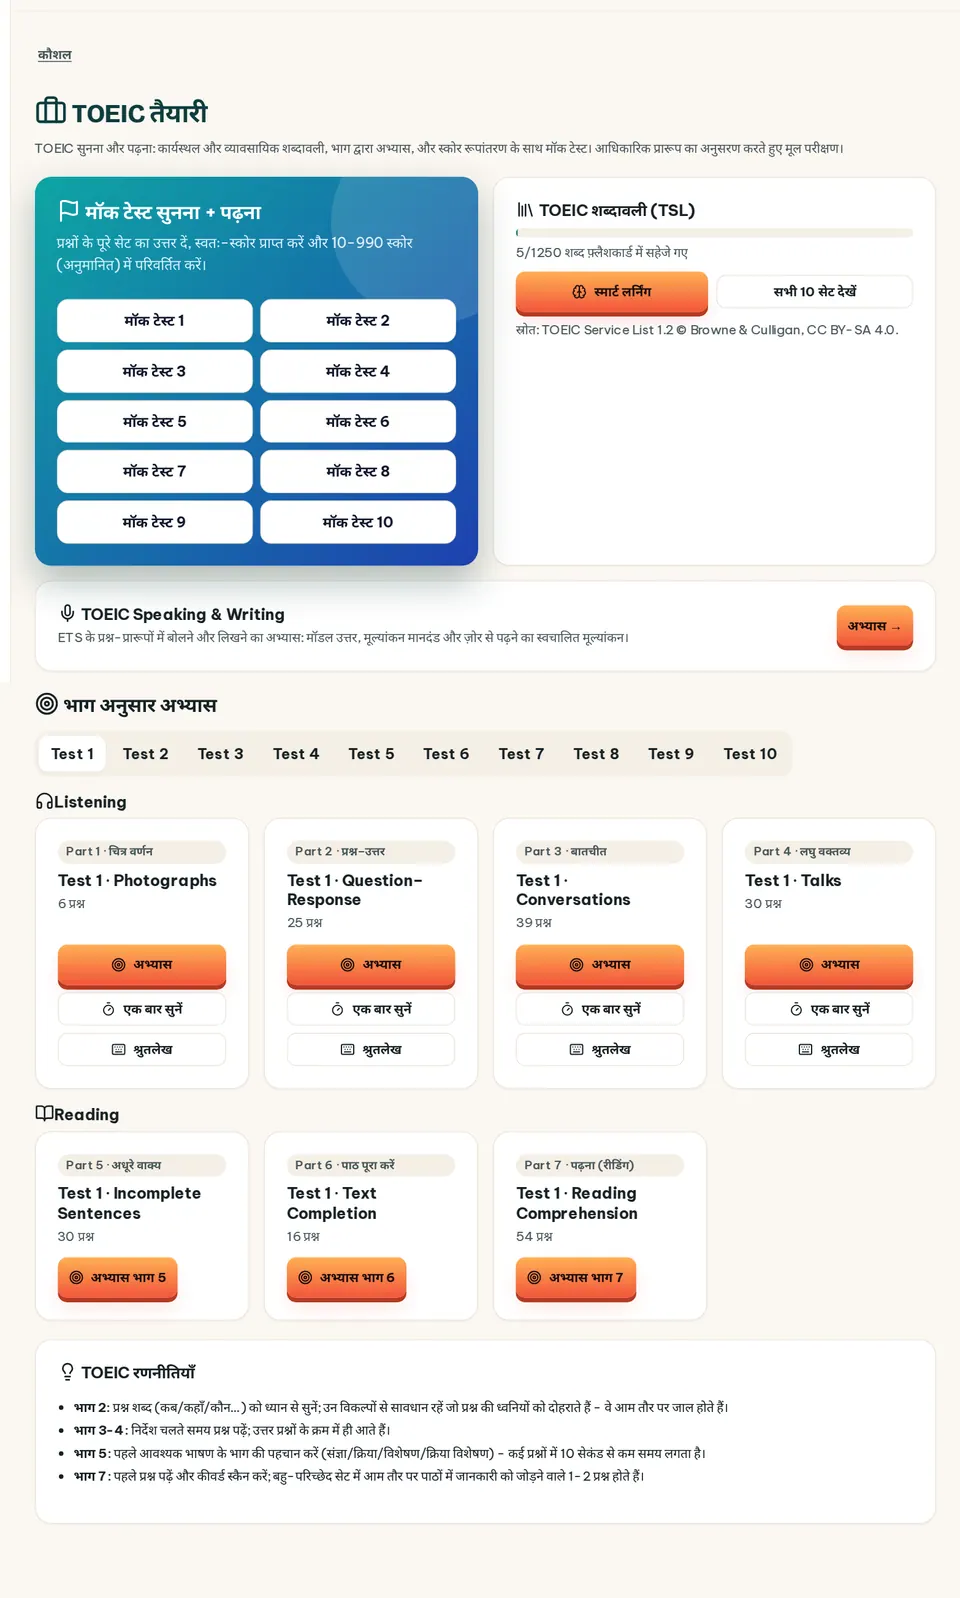 कौशल
TOEIC तैयारी
TOEIC सुनना और पढ़ना: कार्यस्थल और व्यावसायिक शब्दावली, भाग द्वारा अभ्यास, और स्कोर रूपांतरण के साथ मॉक टेस्ट। आधिकारिक प्रारूप का अनुसरण करते हुए मूल परीक्षण।
मॉक टेस्ट सुनना + पढ़ना
प्रश्नों के पूरे सेट का उत्तर दें, स्वतः-स्कोर प्राप्त करें और 10-990 स्कोर
(अनुमानित) में परिवर्तित करें।
मॉक टेस्ट 1
मॉक टेस्ट 2
मॉक टेस्ट 3
मॉक टेस्ट 4
मॉक टेस्ट 5
मॉक टेस्ट 6
मॉक टेस्ट 7
मॉक टेस्ट 8
मॉक टेस्ट 9
मॉक टेस्ट 10
TOEIC शब्दावली (TSL)
5/1250 शब्द फ़्लैशकार्ड में सहेजे गए
स्मार्ट लर्निंग
सभी 10 सेट देखें
स्रोत: TOEIC Service List 1.2 © Browne & Culligan, CC BY-SA 4.0.
TOEIC Speaking & Writing
ETS के प्रश्न-प्रारूपों में बोलने और लिखने का अभ्यास: मॉडल उत्तर, मूल्यांकन मानदंड और ज़ोर से पढ़ने का स्वचालित मूल्यांकन।
अभ्यास →
भाग अनुसार अभ्यास
Test 1 Test 2 Test 3 Test 4 Test 5 Test 6 Test 7 Test 8 Test 9 Test 10
Listening
Part 1 · चित्र वर्णन
Test 1 · Photographs
6 प्रश्न
अभ्यास
एक बार सुनें
श्रुतलेख
Part 2 · प्रश्न-उत्तर
Test 1 · Question-
Response
25 प्रश्न
अभ्यास
एक बार सुनें
श्रुतलेख
Part 3 · बातचीत
Test 1 ·
Conversations
39 प्रश्न
अभ्यास
एक बार सुनें
श्रुतलेख
Part 4 · लघु वक्तव्य
Test 1 · Talks
30 प्रश्न
अभ्यास
एक बार सुनें
श्रुतलेख
Reading
Part 5 · अधूरे वाक्य
Test 1 · Incomplete
Sentences
30 प्रश्न
अभ्यास भाग 5
Part 6 · पाठ पूरा करें
Test 1 · Text
Completion
16 प्रश्न
अभ्यास भाग 6
Part 7 · पढ़ना (रीडिंग)
Test 1 · Reading
Comprehension
54 प्रश्न
अभ्यास भाग 7
TOEIC रणनीतियाँ
• भाग 2: प्रश्न शब्द (कब/कहाँ/कौन...) को ध्यान से सुनें; उन विकल्पों से सावधान रहें जो प्रश्न की ध्वनियों को दोहराते हैं - वे आम तौर पर जाल होते हैं।
• भाग 3-4: निर्देश चलते समय प्रश्न पढ़ें; उत्तर प्रश्नों के क्रम में ही आते हैं।
• भाग 5: पहले आवश्यक भाषण के भाग की पहचान करें (संज्ञा/क्रिया/विशेषण/क्रिया विशेषण) - कई प्रश्नों में 10 सेकंड से कम समय लगता है।
• भाग 7: पहले प्रश्न पढ़ें और कीवर्ड स्कैन करें; बहु-परिच्छेद सेट में आम तौर पर पाठों में जानकारी को जोड़ने वाले 1-2 प्रश्न होते हैं।